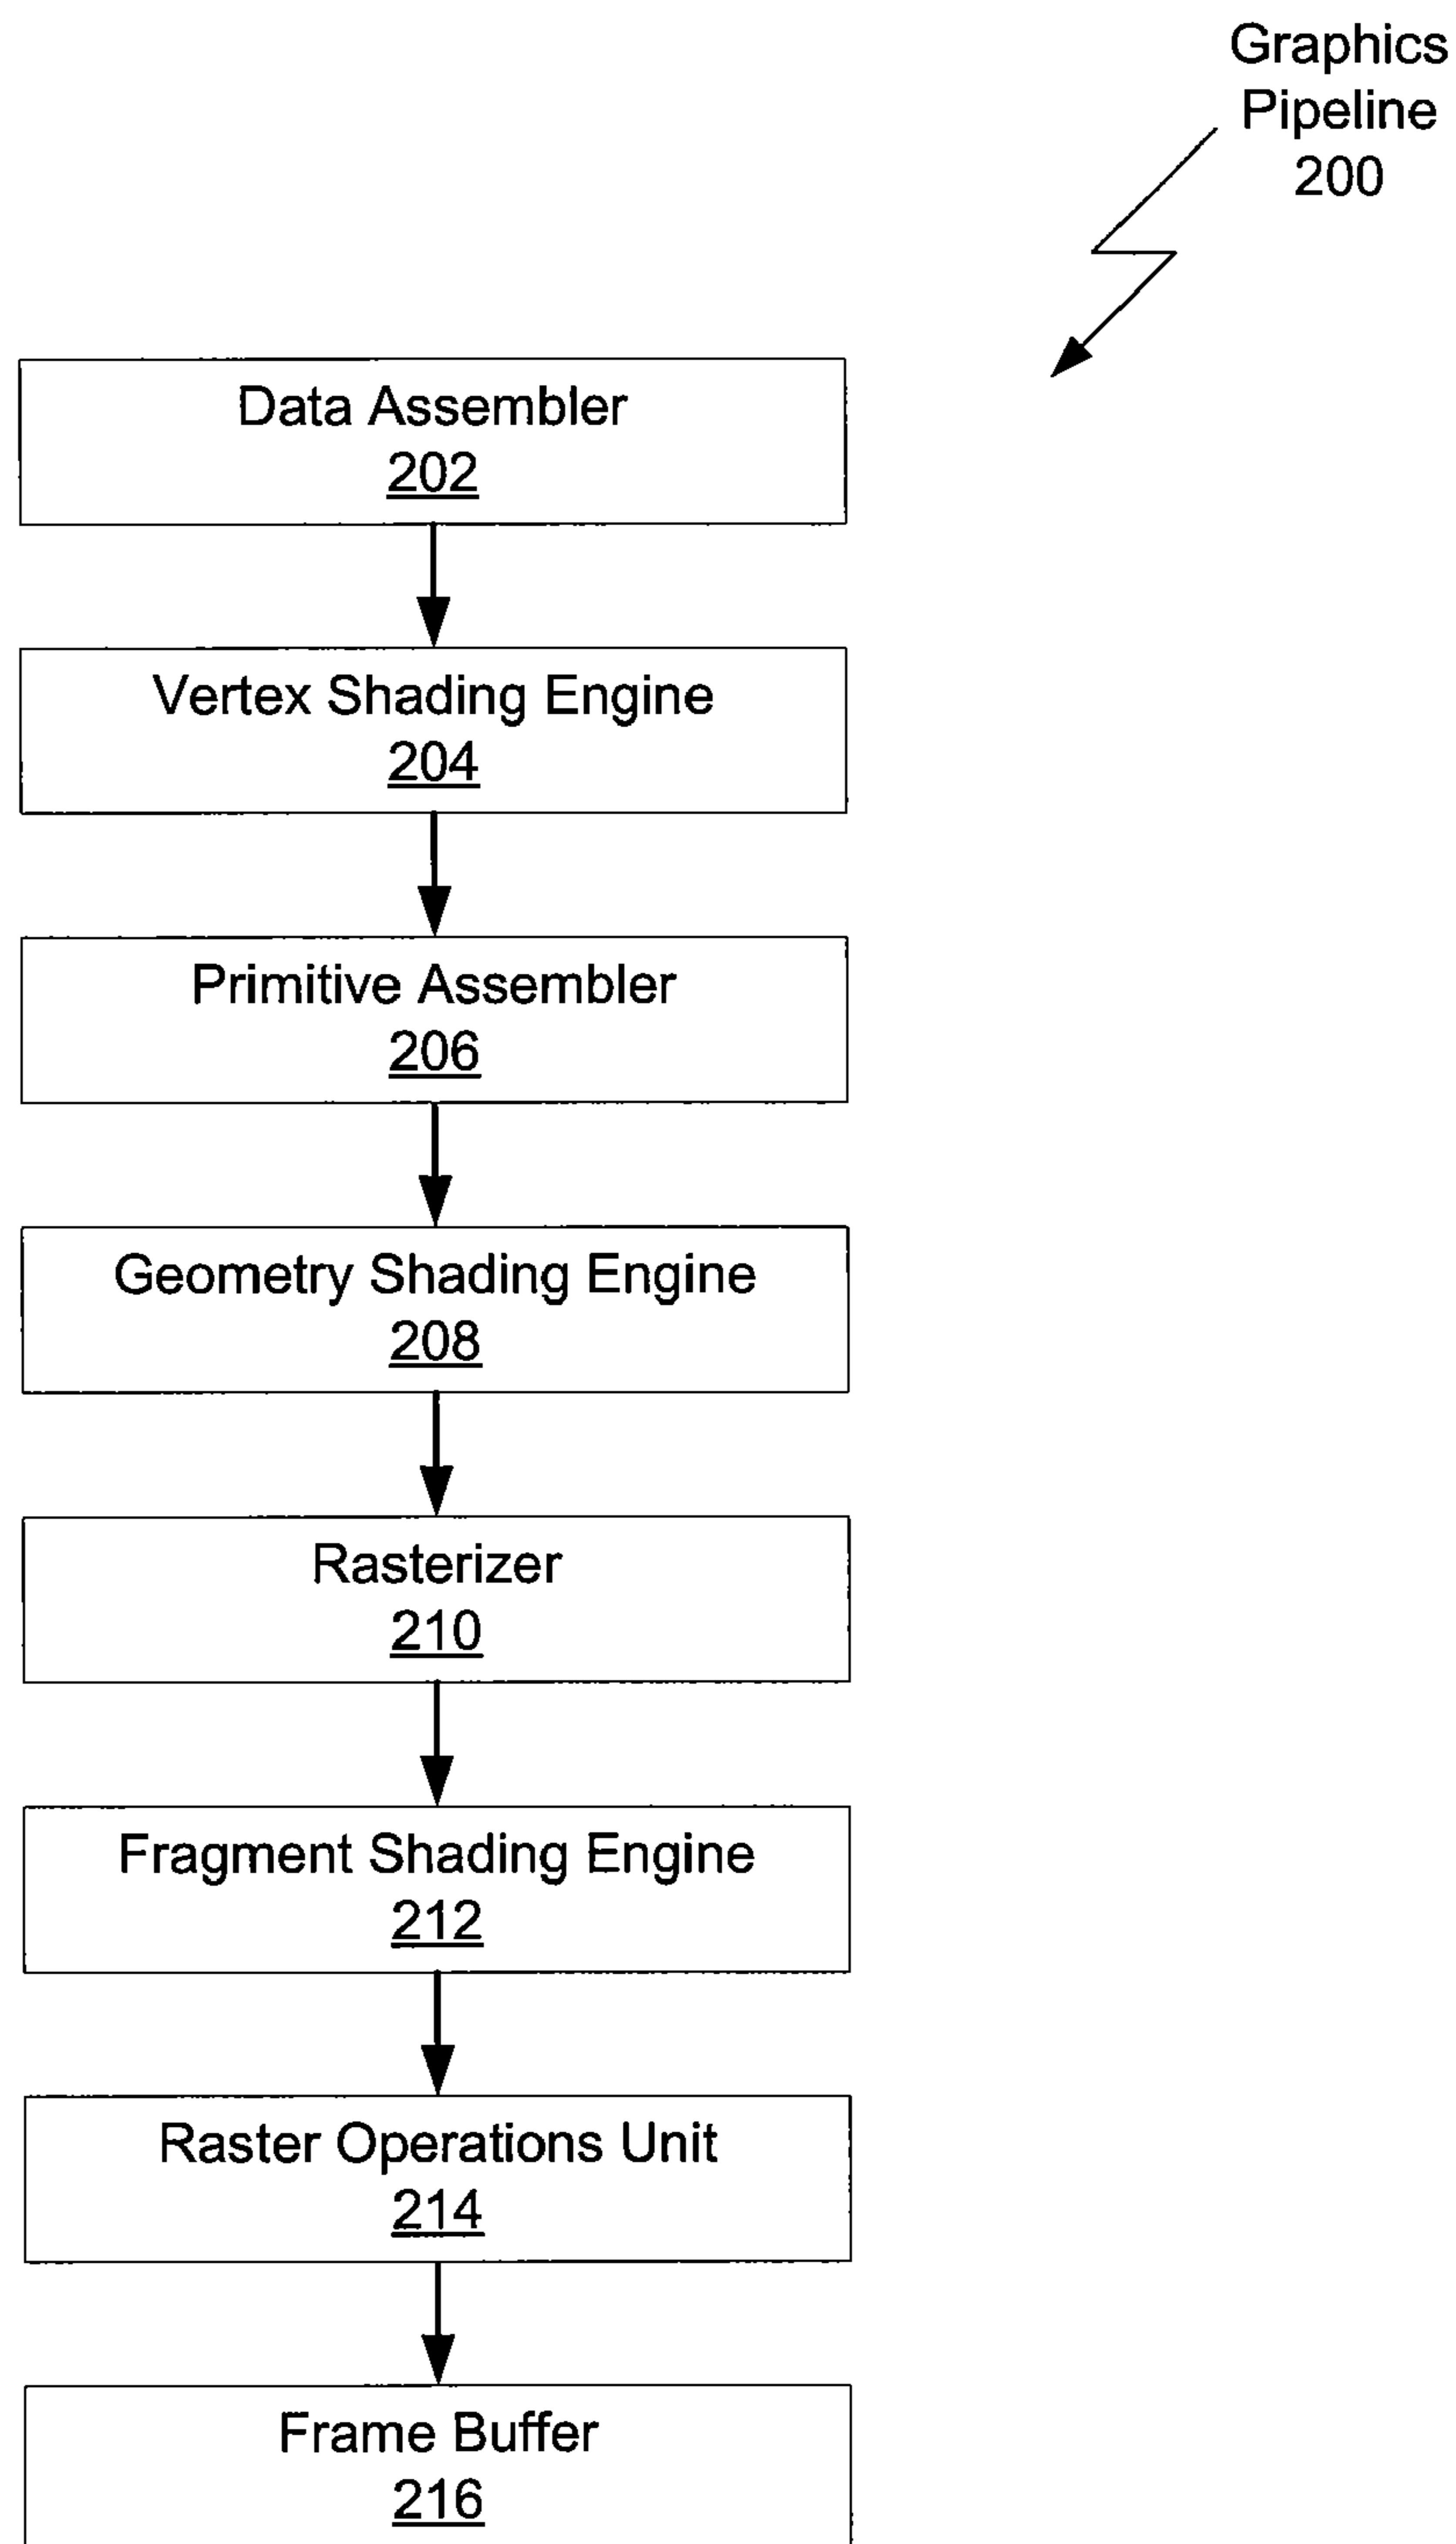 Graphics
Pipeline
200
Data Assembler
202
Vertex Shading Engine
204
Primitive Assembler
206
Geometry Shading Engine
208
Rasterizer
210
Fragment Shading Engine
212
Raster Operations Unit
214
Frame Buffer
216